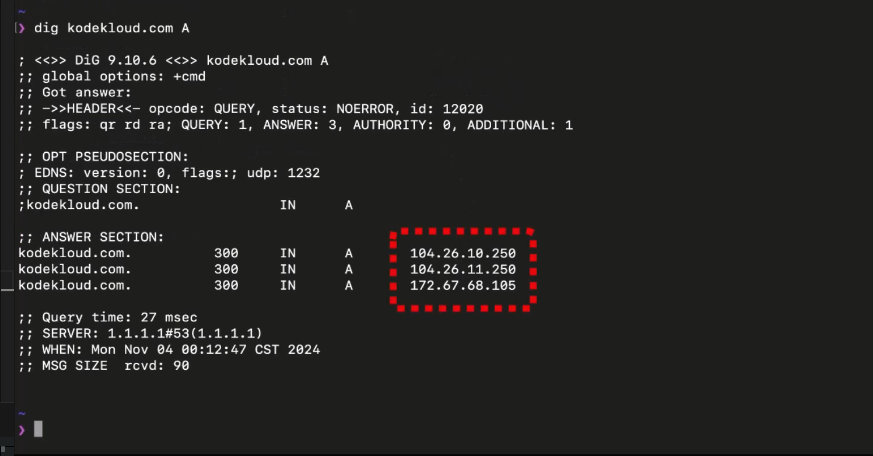 ~
❯ dig kodekloud.com A
; <<>> DiG 9.10.6 <<>> kodekloud.com A
;; global options: +cmd
;; Got answer:
;; ->>HEADER<<- opcode: QUERY, status: NOERROR, id: 12020
;; flags: qr rd ra; QUERY: 1, ANSWER: 3, AUTHORITY: 0, ADDITIONAL: 1
;; OPT PSEUDOSECTION:
; EDNS: version: 0, flags:; udp: 1232
;; QUESTION SECTION:
;kodekloud.com. IN A
;; ANSWER SECTION:
kodekloud.com. 300 IN A 104.26.10.250
kodekloud.com. 300 IN A 104.26.11.250
kodekloud.com. 300 IN A 172.67.68.105
;; Query time: 27 msec
;; SERVER: 1.1.1.1#53(1.1.1.1)
;; WHEN: Mon Nov 04 00:12:47 CST 2024
;; MSG SIZE rcvd: 90
~
❯